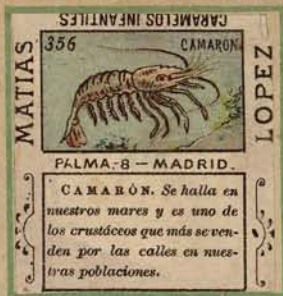 CARAMELOS INFANTILES
MATIAS
LOPEZ
356
CAMARÓN
PALMA,-8 — MADRID.
CAMARÓN. Se halla en
nuestros mares y es uno de
los crustáceos que más se ven-
den por las calles en nues-
tras poblaciones.